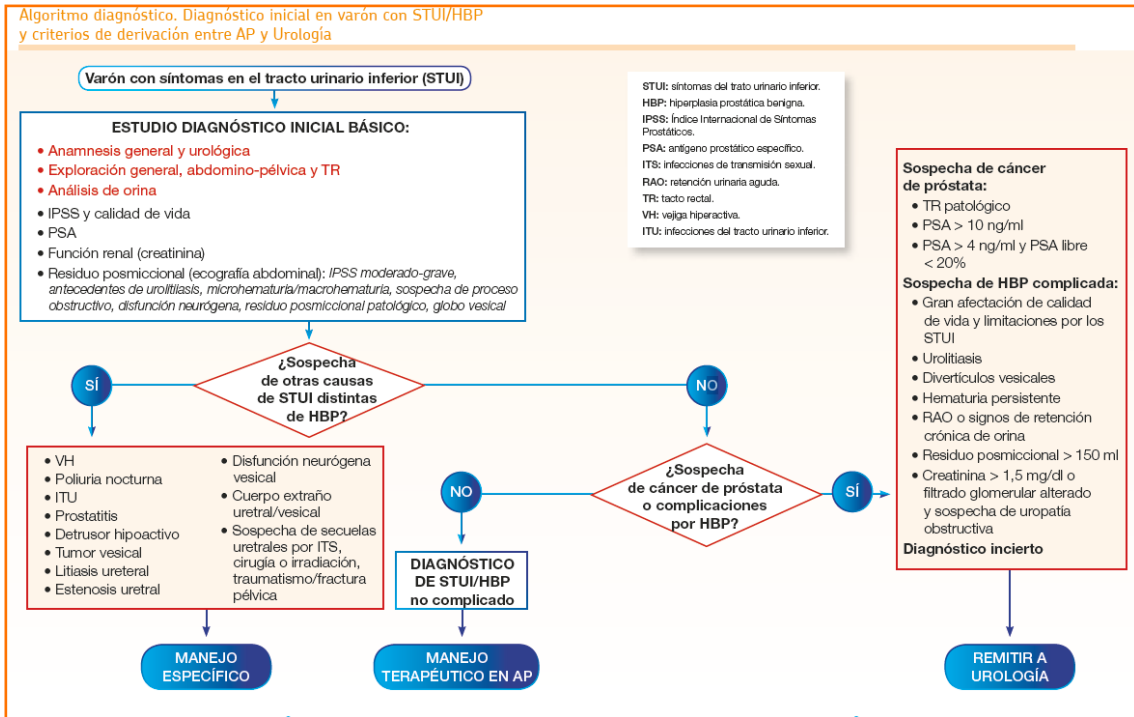 Algoritmo diagnóstico. Diagnóstico inicial en varón con STUI/HBP
y criterios de derivación entre AP y Urología
Varón con síntomas en el tracto urinario inferior (STUI)
ESTUDIO DIAGNÓSTICO INICIAL BÁSICO:
• Anamnesis general y urológica
• Exploración general, abdomino-pélvica y TR
• Análisis de orina
• IPSS y calidad de vida
• PSA
• Función renal (creatinina)
• Residuo posmiccional (ecografía abdominal): IPSS moderado-grave,
antecedentes de urolitiasis, microhematuria/macrohematuria, sospecha de proceso
obstructivo, disfunción neurógena, residuo posmiccional patológico, globo vesical
STUI: síntomas del trato urinario inferior.
HBP: hiperplasia prostática benigna.
IPSS: Índice Internacional de Síntomas
Prostáticos.
PSA: antígeno prostático específico.
ITS: infecciones de transmisión sexual.
RAO: retención urinaria aguda.
TR: tacto rectal.
VH: vejiga hiperactiva.
ITU: infecciones del tracto urinario inferior.
¿Sospecha
de otras causas
de STUI distintas
de HBP?
SÍ
NO
• VH
• Poliuria nocturna
• ITU
• Prostatitis
• Detrusor hipoactivo
• Tumor vesical
• Litiasis ureteral
• Estenosis uretral
• Disfunción neurógena
vesical
• Cuerpo extraño
uretral/vesical
• Sospecha de secuelas
uretrales por ITS,
cirugía o irradiación,
traumatismo/fractura
pélvica
MANEJO
ESPECÍFICO
¿Sospecha
de cáncer de próstata
o complicaciones
por HBP?
NO
SÍ
DIAGNÓSTICO
DE STUI/HBP
no complicado
MANEJO
TERAPÉUTICO EN AP
Sospecha de cáncer
de próstata:
• TR patológico
• PSA > 10 ng/ml
• PSA > 4 ng/ml y PSA libre
< 20%
Sospecha de HBP complicada:
• Gran afectación de calidad
de vida y limitaciones por los
STUI
• Urolitiasis
• Divertículos vesicales
• Hematuria persistente
• RAO o signos de retención
crónica de orina
• Residuo posmiccional > 150 ml
• Creatinina > 1,5 mg/dl o
filtrado glomerular alterado
y sospecha de uropatía
obstructiva
Diagnóstico incierto
REMITIR A
UROLOGÍA